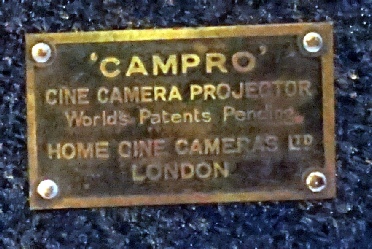 'CAMPRO'
CINE CAMERA PROJECTOR
World's Patents Pending
HOME CINE CAMERAS LTD
LONDON